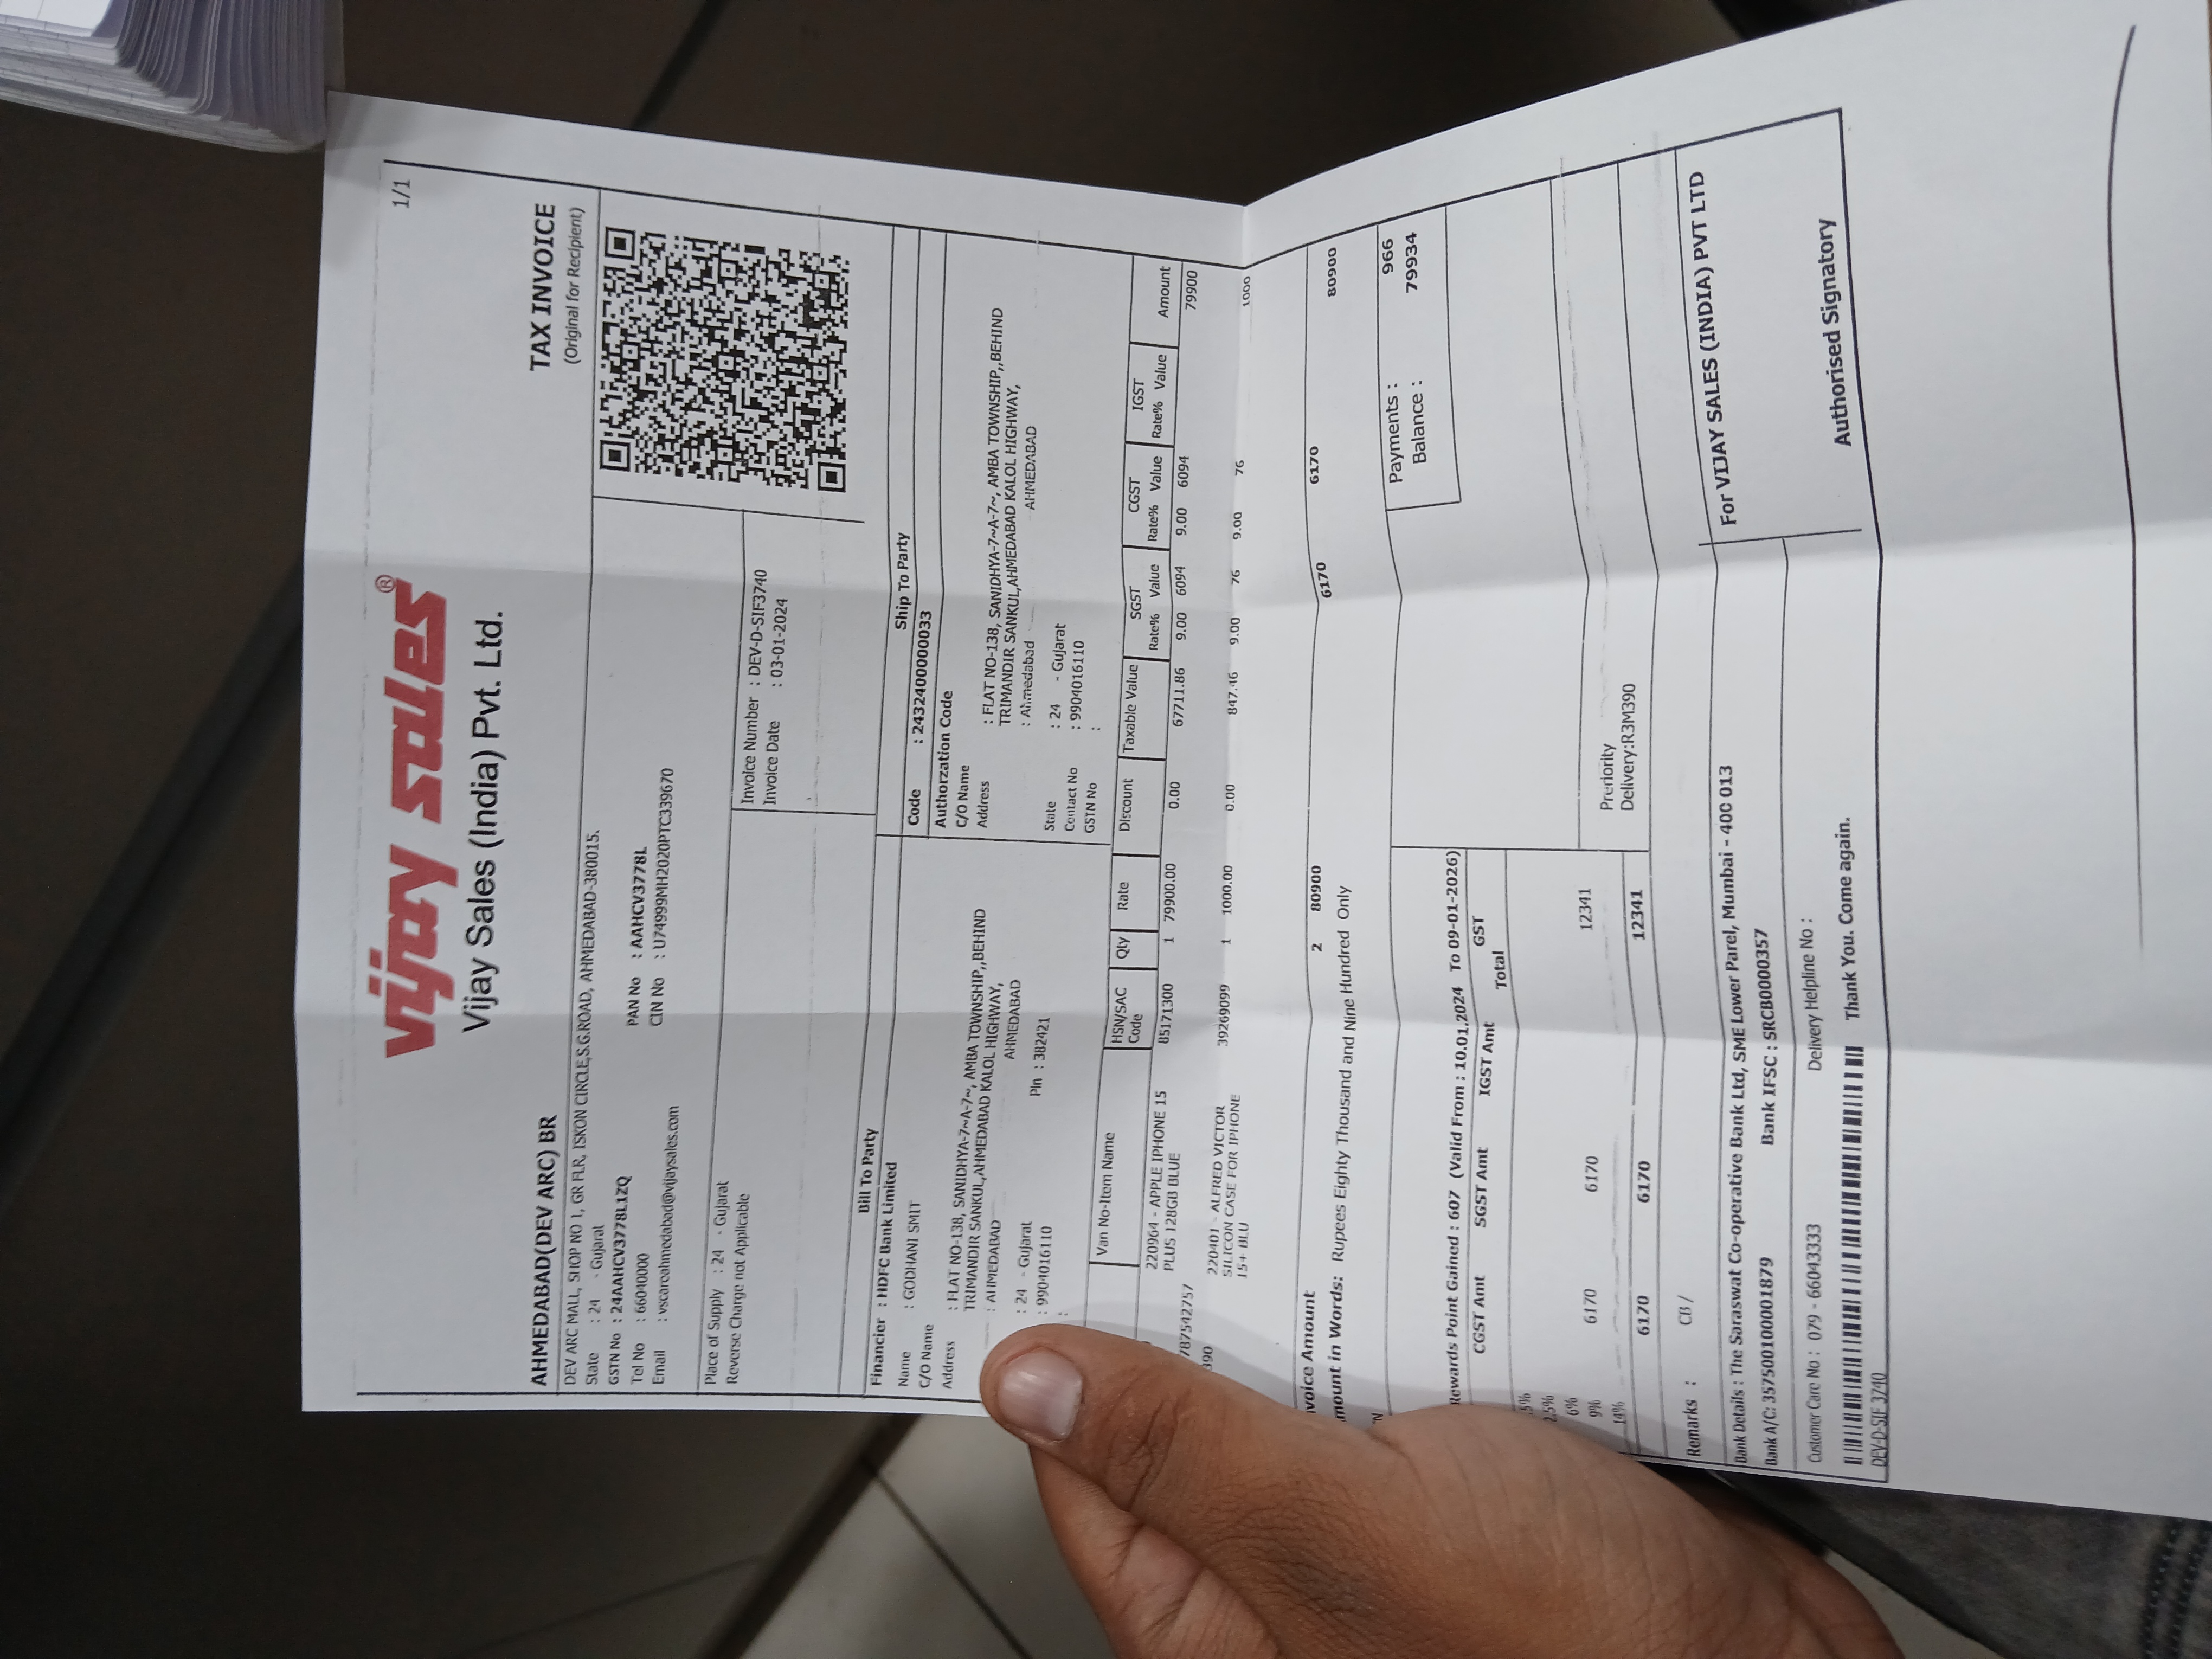 1/1
vijay sales®
Vijay Sales (India) Pvt. Ltd.
AHMEDABAD(DEV ARC) BR
TAX INVOICE
(Original for Recipient)
DEV ARC MALL, SHOP NO 1, GR FLR, ISKON CIRCLE,S.G.ROAD, AHMEDABAD-380015.
State : 24 - Gujarat
GSTN No : 24AAHCV3778L1ZQ PAN No : AAHCV3778L
Tel No : 66040000 CIN No : U74999MH2020PTC339670
Email : vscareahmedabad@vijaysales.com
Place of Supply : 24 - Gujarat
Reverse Charge not Applicable
Invoice Number : DEV-D-SIF3740
Invoice Date : 03-01-2024
Bill To Party
Ship To Party
Financier : HDFC Bank Limited
Code : 2432400000033
Name : GODHANI SMIT
Authorzation Code
C/O Name
C/O Name
Address : FLAT NO-138, SANIDHYA-7~A-7~, AMBA TOWNSHIP,,BEHIND
TRIMANDIR SANKUL,AHMEDABAD KALOL HIGHWAY,
: AHMEDABAD AHMEDABAD
: 24 - Gujarat Pin : 382421
: 9904016110
:
Address : FLAT NO-138, SANIDHYA-7~A-7~, AMBA TOWNSHIP,,BEHIND
TRIMANDIR SANKUL,AHMEDABAD KALOL HIGHWAY,
: Ahmedabad AHMEDABAD
State : 24 - Gujarat
Contact No : 9904016110
GSTN No :
Van No-Item Name HSN/SAC Code Qty Rate Discount Taxable Value SGST Rate% Value CGST Rate% Value IGST Rate% Value Amount
220964 - APPLE IPHONE 15 85171300 1 79900.00 0.00 67711.86 9.00 6094 9.00 6094 79900
PLUS 128GB BLUE
787542757
390
220401 - ALFRED VICTOR 39269099 1 1000.00 0.00 847.46 9.00 76 9.00 76 1000
SILICON CASE FOR IPHONE
15+ BLU
voice Amount 2 80900 6170 6170 80900
mount in Words: Rupees Eighty Thousand and Nine Hundred Only
Payments : 966
Balance : 79934
Rewards Point Gained : 607 (Valid From : 10.01.2024 To 09-01-2026)
CGST Amt SGST Amt IGST Amt GST Total
6%
9% 6170 6170 12341
14%
6170 6170 12341
Preriority
Delivery:R3M390
Remarks : CB /
Bank Details : The Saraswat Co-operative Bank Ltd, SME Lower Parel, Mumbai - 400 013
Bank A/C: 357500100001879 Bank IFSC : SRCB0000357
For VIJAY SALES (INDIA) PVT LTD
Customer Care No : 079 - 66043333 Delivery Helpline No :
Thank You. Come again.
DEV-D-SIF 3740
Authorised Signatory